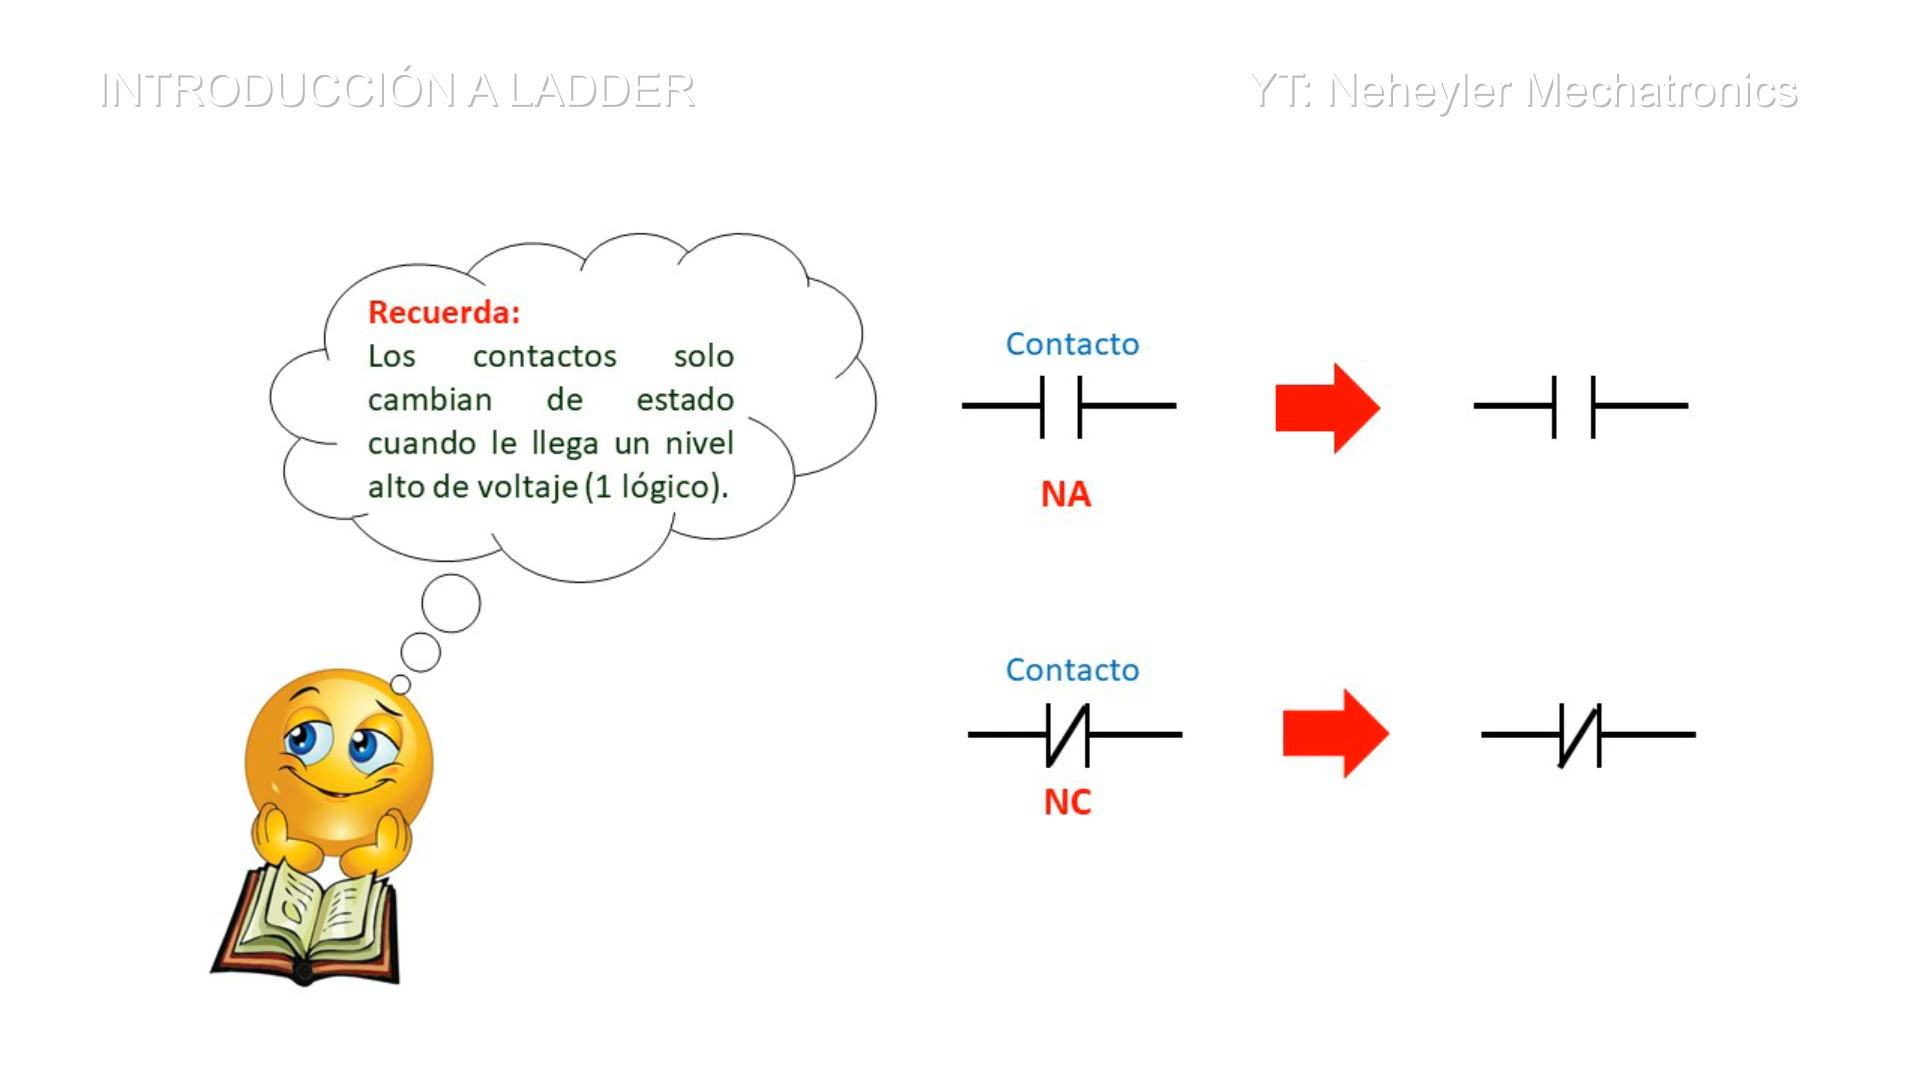 INTRODUCCIÓN A LADDER
YT: Neheyler Mechatronics
Recuerda:
Los contactos solo
cambian de estado
cuando le llega un nivel
alto de voltaje (1 lógico).
Contacto
NA
Contacto
NC